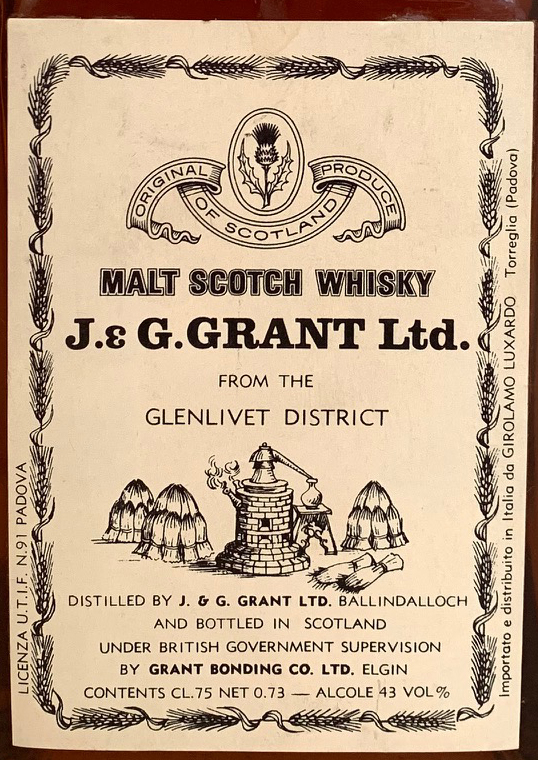 ORIGINAL PRODUCE
OF SCOTLAND
MALT SCOTCH WHISKY
J.& G.GRANT Ltd.
FROM THE
GLENLIVET DISTRICT
DISTILLED BY J. & G. GRANT LTD. BALLINDALLOCH
AND BOTTLED IN SCOTLAND
UNDER BRITISH GOVERNMENT SUPERVISION
BY GRANT BONDING CO. LTD. ELGIN
CONTENTS CL.75 NET 0.73 — ALCOLE 43 VOL%
LICENZA U.T.I.F. N.91 PADOVA
Importato e distribuito in Italia da GIROLAMO LUXARDO Torreglia (Padova)